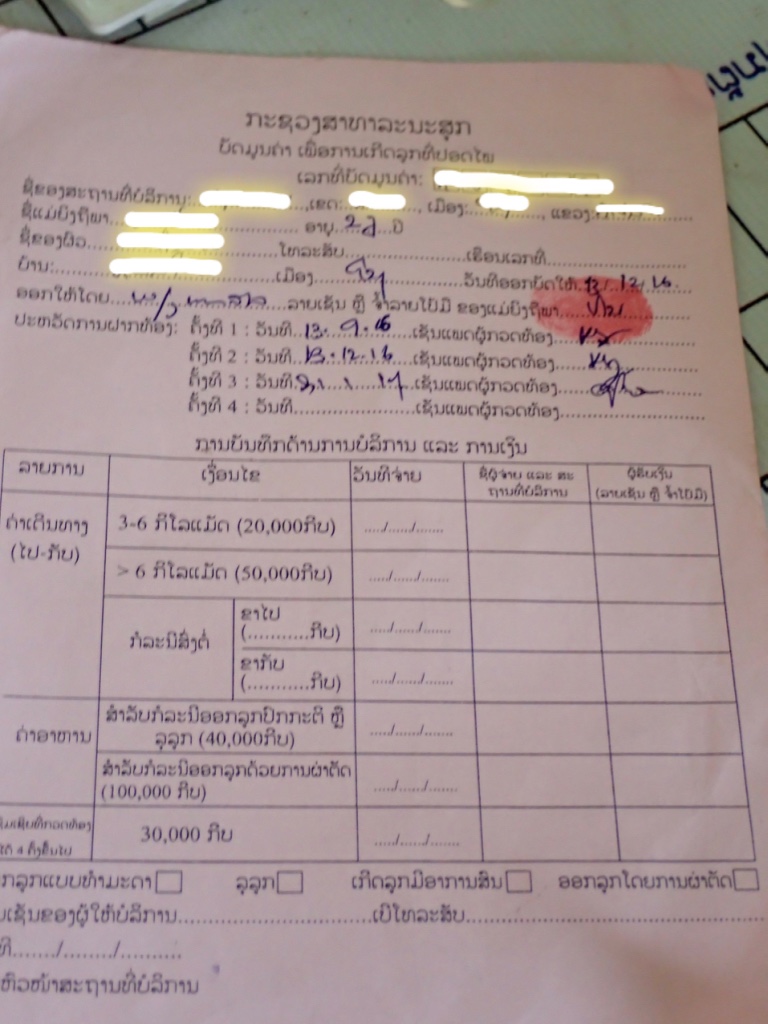 ກະຊວງສາທາລະນະສຸກ
ບັດມູນຄ່າ ເພື່ອການເກີດລູກທີ່ປອດໄພ
ເລກທີ່ບັດມູນຄ່າ:
ຊື່ຂອງສະຖານທີ່ບໍລິການ:..........,ເຂດ:.........., ເມືອງ:.........., ແຂວງ:..........
ຊື່ແມ່ຍິງຖືພາ.......... ອາຍຸ..........ປີ
ຊື່ຂອງຜົວ..........ໂທລະສັບ..........ເຮືອນເລກທີ່..........
ບ້ານ:..........ເມືອງ..........ວັນທີອອກບັດໃຫ້.13./.12./.16.
ອອກໃຫ້ໂດຍ..........ລາຍເຊັນ ຫຼື ຈ້ຳລາຍໂປ້ມື ຂອງແມ່ຍິງຖືພາ..........
ປະຫວັດການຝາກທ້ອງ: ຄັ້ງທີ 1 : ວັນທີ..13. 9. 16..ເຊັນແພດຜູ້ກວດທ້ອງ..........
ຄັ້ງທີ 2 : ວັນທີ..13.12.16..ເຊັນແພດຜູ້ກວດທ້ອງ..........
ຄັ້ງທີ 3 : ວັນທີ..........ເຊັນແພດຜູ້ກວດທ້ອງ..........
ຄັ້ງທີ 4 : ວັນທີ..........ເຊັນແພດຜູ້ກວດທ້ອງ..........
ການບັນທຶກດ້ານການບໍລິການ ແລະ ການເງິນ
ລາຍການ ເງື່ອນໄຂ ວັນທີຈ່າຍ ຊື່ຜູ້ຈ່າຍ ແລະ ສະຖານທີ່ບໍລິການ ຜູ້ຮັບເງິນ (ລາຍເຊັນ ຫຼື ຈ້ຳໂປ້ມື)
ຄ່າເດີນທາງ (ໄປ-ກັບ) 3-6 ກິໂລແມັດ (20,000ກີບ) ..../....../.......
> 6 ກິໂລແມັດ (50,000ກີບ) ..../....../.......
ກໍລະນີສົ່ງຕໍ່ ຂາໄປ (...........ກີບ) ..../....../.......
ຂາກັບ (...........ກີບ) ..../....../.......
ຄ່າອາຫານ ສຳລັບກໍລະນີອອກລູກປົກກະຕິ ຫຼື ລຸລູກ (40,000ກີບ) ..../....../.......
ສຳລັບກໍລະນີອອກລູກດ້ວຍການຜ່າຕັດ (100,000 ກີບ) ..../....../.......
30,000 ກີບ ..../....../.......
ກລູກແບບທຳມະດາ ລຸລູກ ເກີດລູກມີອາການສົນ ອອກລູກໂດຍການຜ່າຕັດ
ເຊັນຂອງຜູ້ໃຫ້ບໍລິການ..........ເບີໂທລະສັບ..........
ທີ......./......../..........
ຫົວໜ້າສະຖານທີ່ບໍລິການ